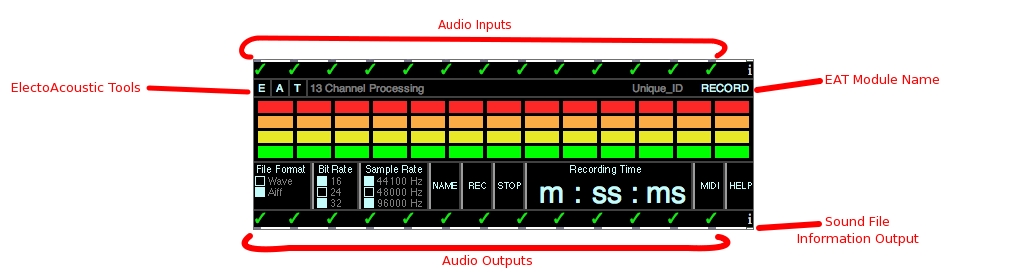 Audio Inputs
i
ElectoAcoustic Tools
E A T 13 Channel Processing Unique_ID RECORD
EAT Module Name
File Format
Wave
Aiff
Bit Rate
16
24
32
Sample Rate
44100 Hz
48000 Hz
96000 Hz
NAME
REC
STOP
Recording Time
m : ss : ms
MIDI
HELP
i
Sound File
Information Output
Audio Outputs